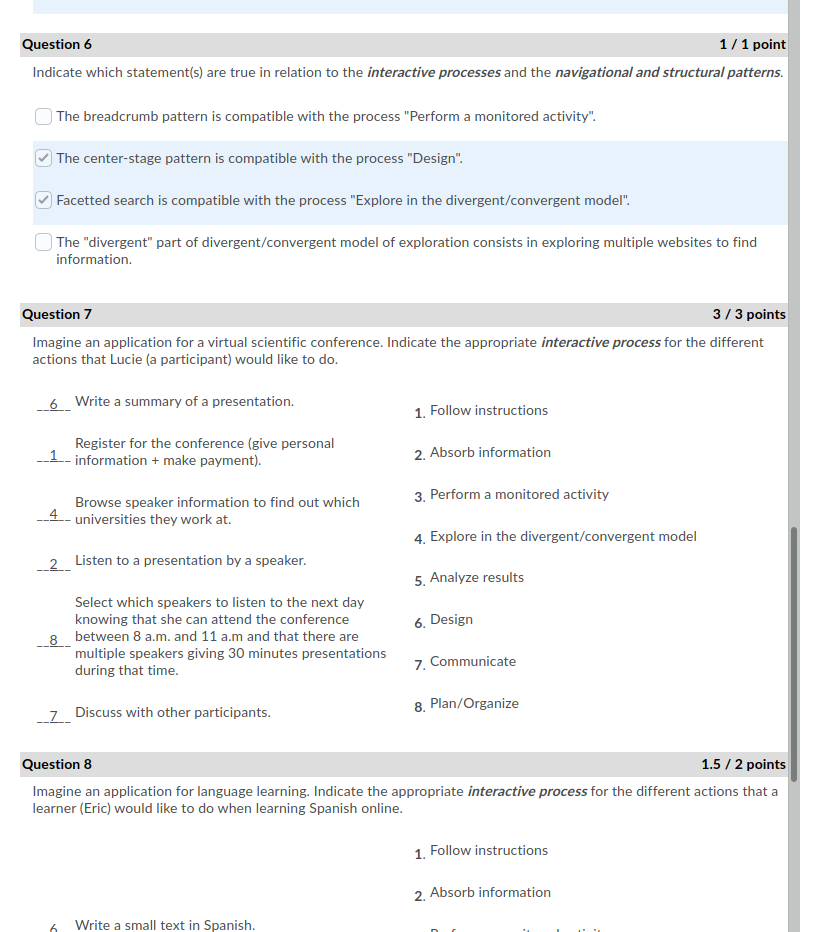 Question 6 1 / 1 point
Indicate which statement(s) are true in relation to the interactive processes and the navigational and structural patterns.
The breadcrumb pattern is compatible with the process "Perform a monitored activity".
The center-stage pattern is compatible with the process "Design".
Facetted search is compatible with the process "Explore in the divergent/convergent model".
The "divergent" part of divergent/convergent model of exploration consists in exploring multiple websites to find
information.
Question 7 3 / 3 points
Imagine an application for a virtual scientific conference. Indicate the appropriate interactive process for the different
actions that Lucie (a participant) would like to do.
__6__ Write a summary of a presentation.
Register for the conference (give personal
__1__ information + make payment).
Browse speaker information to find out which
__4__ universities they work at.
__2__ Listen to a presentation by a speaker.
Select which speakers to listen to the next day
knowing that she can attend the conference
__8__ between 8 a.m. and 11 a.m and that there are
multiple speakers giving 30 minutes presentations
during that time.
__7__ Discuss with other participants.
1. Follow instructions
2. Absorb information
3. Perform a monitored activity
4. Explore in the divergent/convergent model
5. Analyze results
6. Design
7. Communicate
8. Plan/Organize
Question 8 1.5 / 2 points
Imagine an application for language learning. Indicate the appropriate interactive process for the different actions that a
learner (Eric) would like to do when learning Spanish online.
1. Follow instructions
2. Absorb information
6 Write a small text in Spanish.